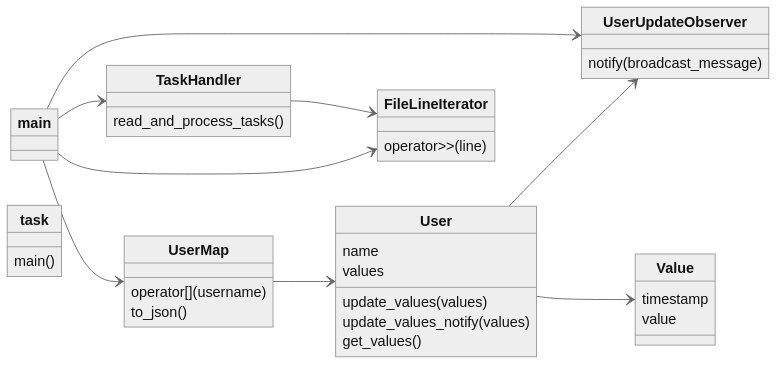 UserUpdateObserver
notify(broadcast_message)
TaskHandler
read_and_process_tasks()
FileLineIterator
operator>>(line)
main
task
main()
UserMap
operator[](username)
to_json()
User
name
values
update_values(values)
update_values_notify(values)
get_values()
Value
timestamp
value